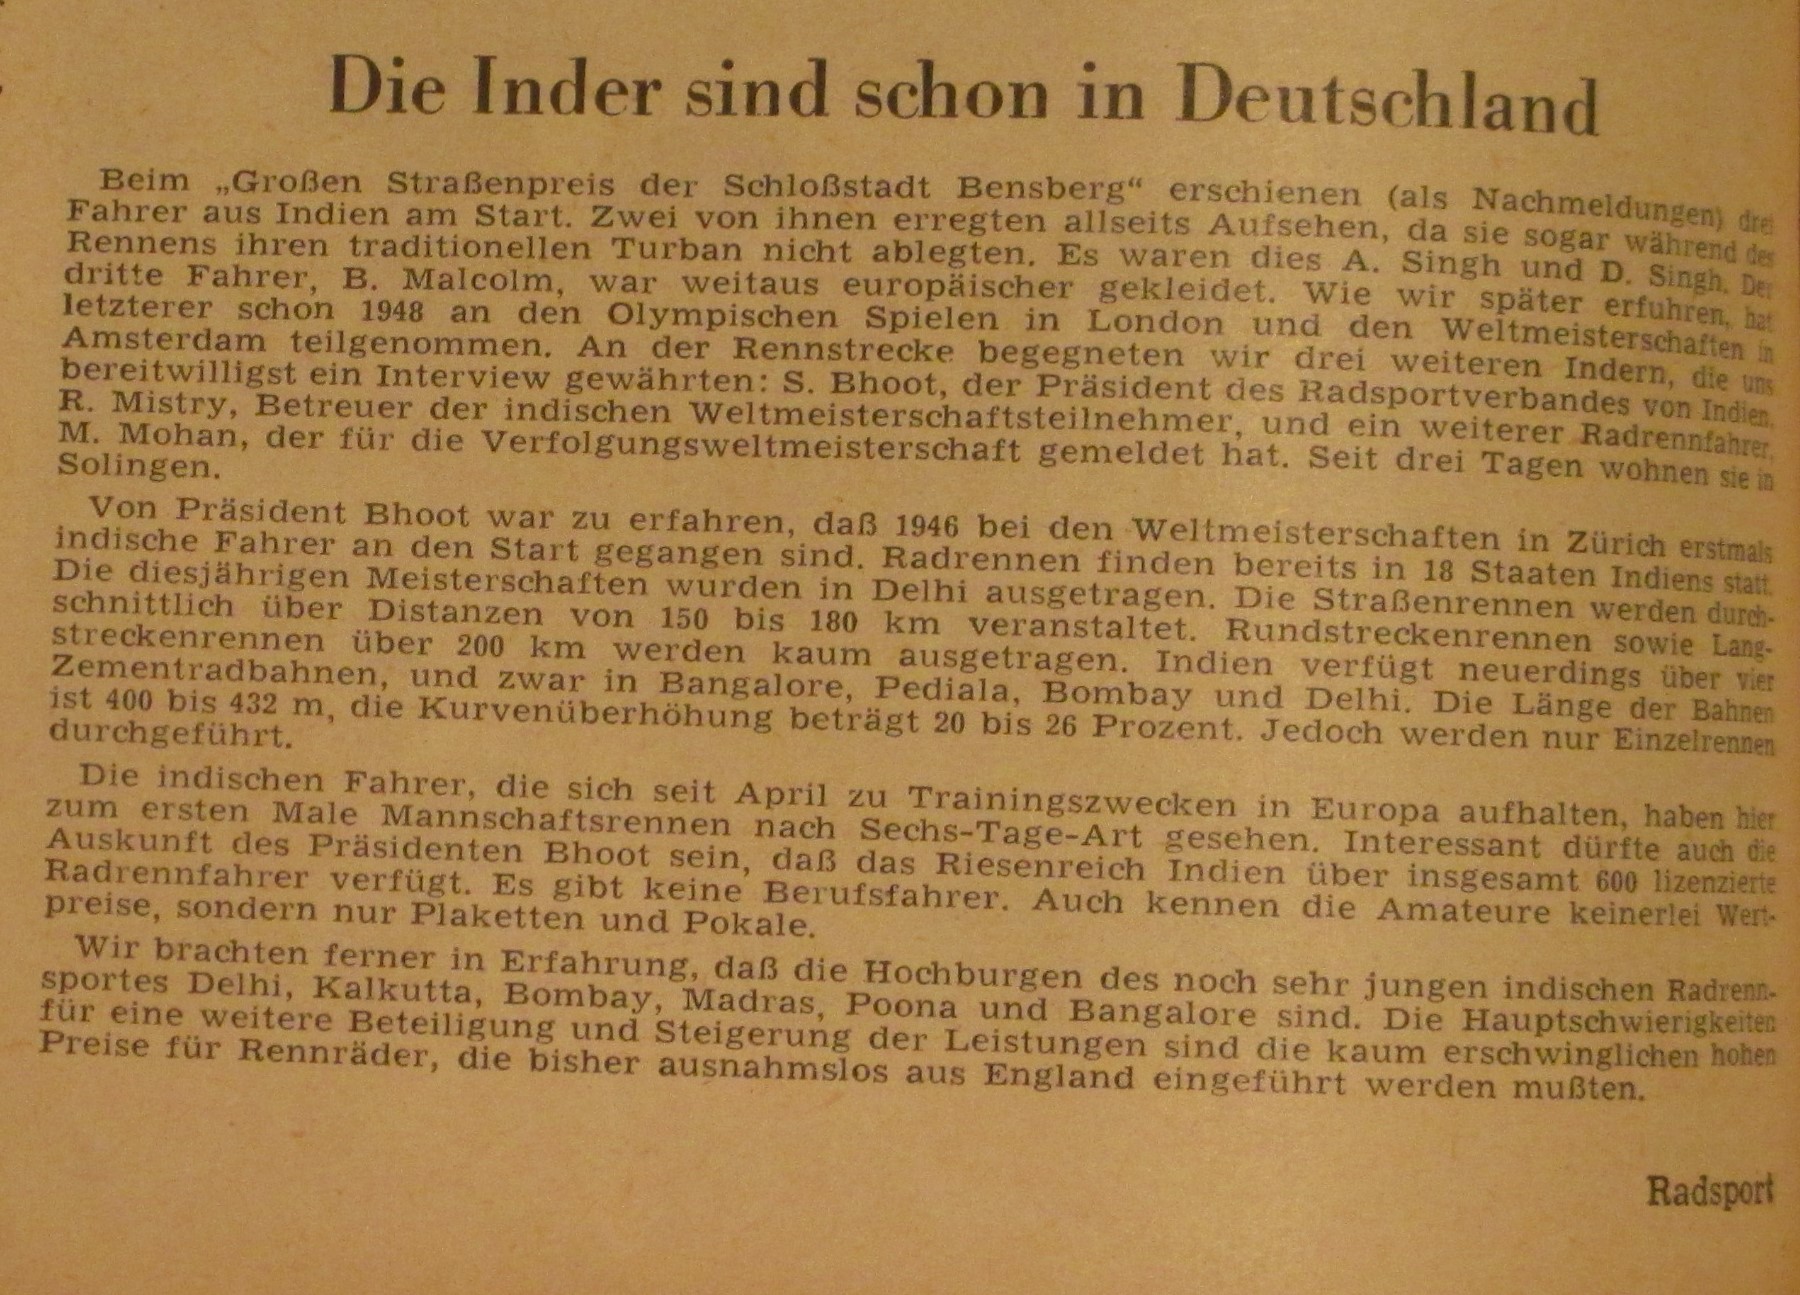 Die Inder sind schon in Deutschland
Beim „Großen Straßenpreis der Schloßstadt Bensberg“ erschienen (als Nachmeldungen) drei
Fahrer aus Indien am Start. Zwei von ihnen erregten allseits Aufsehen, da sie sogar während des
Rennens ihren traditionellen Turban nicht ablegten. Es waren dies A. Singh und D. Singh. Der
dritte Fahrer, B. Malcolm, war weitaus europäischer gekleidet. Wie wir später erfuhren, hat
letzterer schon 1948 an den Olympischen Spielen in London und den Weltmeisterschaften in
Amsterdam teilgenommen. An der Rennstrecke begegneten wir drei weiteren Indern, die uns
bereitwilligst ein Interview gewährten: S. Bhoot, der Präsident des Radsportverbandes von Indien,
R. Mistry, Betreuer der indischen Weltmeisterschaftsteilnehmer, und ein weiterer Radrennfahrer,
M. Mohan, der für die Verfolgungsweltmeisterschaft gemeldet hat. Seit drei Tagen wohnen sie in
Solingen.
Von Präsident Bhoot war zu erfahren, daß 1946 bei den Weltmeisterschaften in Zürich erstmals
indische Fahrer an den Start gegangen sind. Radrennen finden bereits in 18 Staaten Indiens statt.
Die diesjährigen Meisterschaften wurden in Delhi ausgetragen. Die Straßenrennen werden durch-
schnittlich über Distanzen von 150 bis 180 km veranstaltet. Rundstreckenrennen sowie Lang-
streckenrennen über 200 km werden kaum ausgetragen. Indien verfügt neuerdings über vier
Zementradbahnen, und zwar in Bangalore, Pediala, Bombay und Delhi. Die Länge der Bahnen
ist 400 bis 432 m, die Kurvenüberhöhung beträgt 20 bis 26 Prozent. Jedoch werden nur Einzelrennen
durchgeführt.
Die indischen Fahrer, die sich seit April zu Trainingszwecken in Europa aufhalten, haben hier
zum ersten Male Mannschaftsrennen nach Sechs-Tage-Art gesehen. Interessant dürfte auch die
Auskunft des Präsidenten Bhoot sein, daß das Riesenreich Indien über insgesamt 600 lizenzierte
Radrennfahrer verfügt. Es gibt keine Berufsfahrer. Auch kennen die Amateure keinerlei Wert-
preise, sondern nur Plaketten und Pokale.
Wir brachten ferner in Erfahrung, daß die Hochburgen des noch sehr jungen indischen Radrenn-
sportes Delhi, Kalkutta, Bombay, Madras, Poona und Bangalore sind. Die Hauptschwierigkeiten
für eine weitere Beteiligung und Steigerung der Leistungen sind die kaum erschwinglichen hohen
Preise für Rennräder, die bisher ausnahmslos aus England eingeführt werden mußten.
Radsport